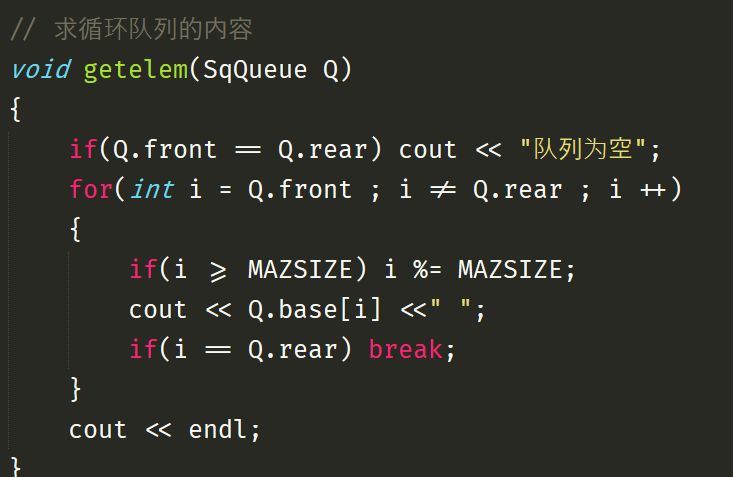 // 求循环队列的内容
void getelem(SqQueue Q)
{
if(Q.front == Q.rear) cout << "队列为空";
for(int i = Q.front ; i != Q.rear ; i ++)
{
if(i >= MAZSIZE) i %= MAZSIZE;
cout << Q.base[i] <<" ";
if(i == Q.rear) break;
}
cout << endl;
}